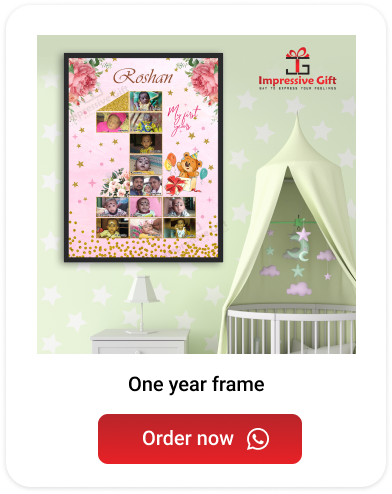 Roshan
My first
year
Impressive Gift
WAY TO EXPRESS YOUR FEELINGS
One year frame
Order now